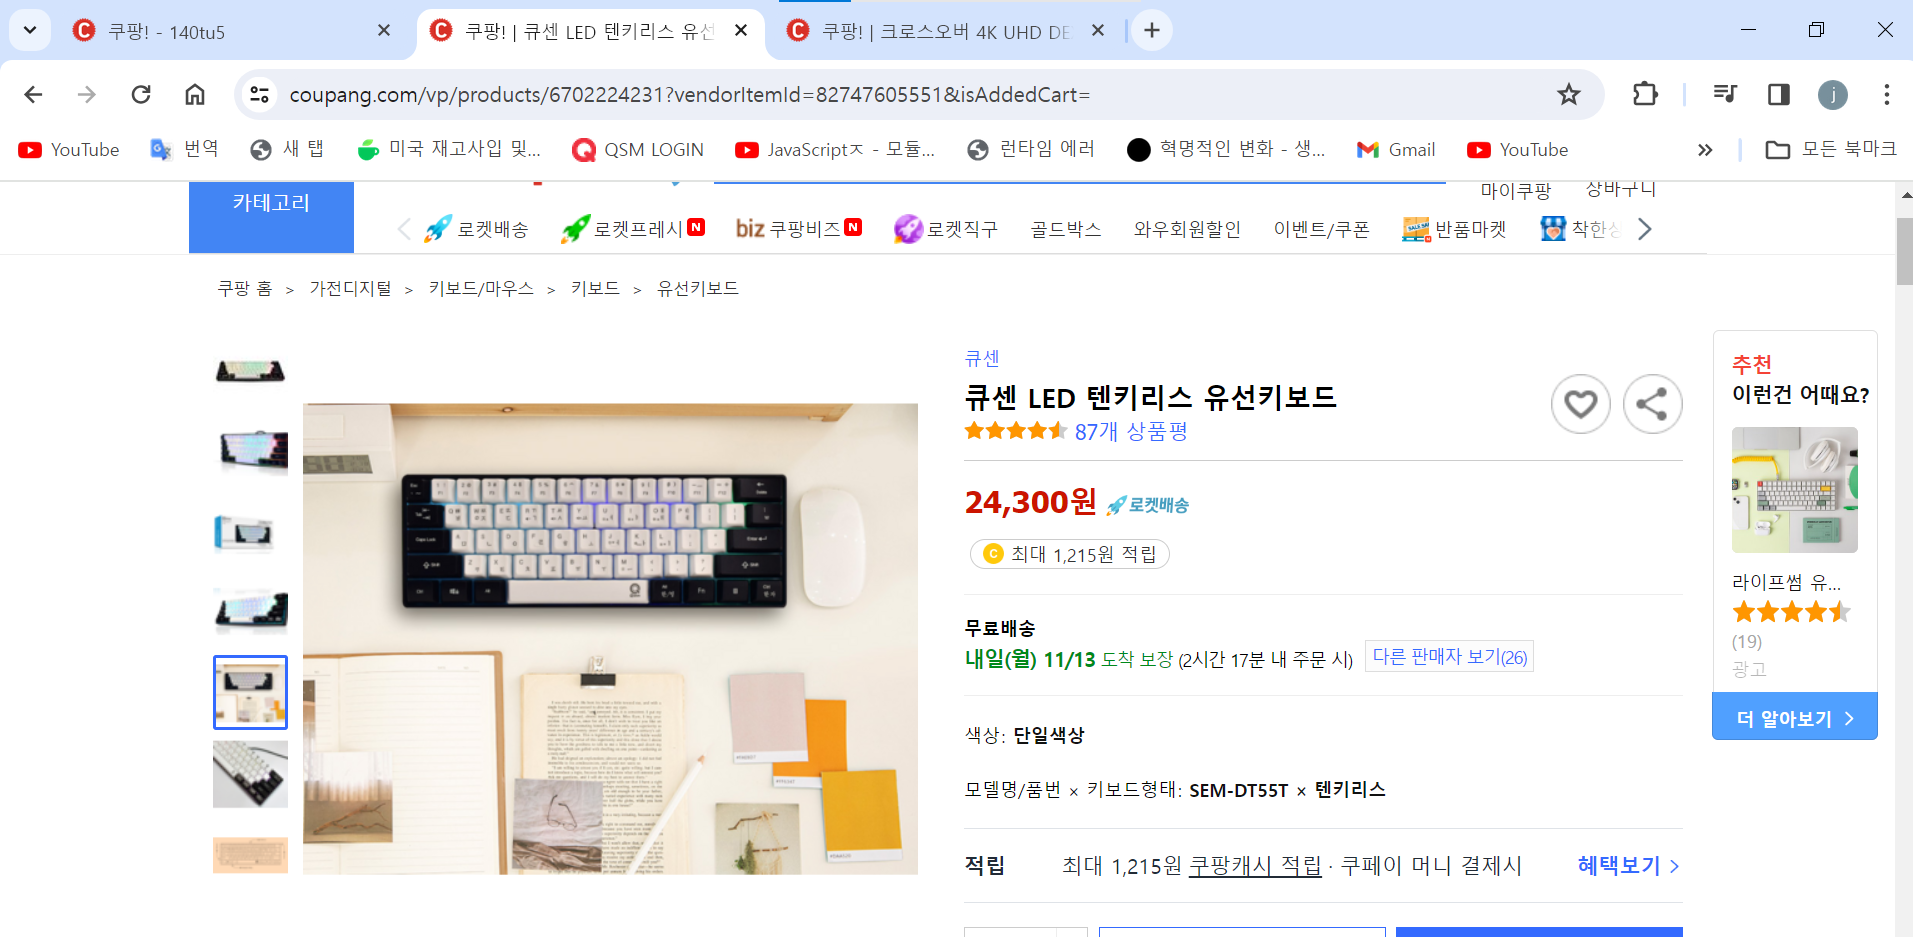 쿠팡! - 140tu5
쿠팡! | 큐센 LED 텐키리스 유선
쿠팡! | 크로스오버 4K UHD DE
coupang.com/vp/products/6702224231?vendorItemId=82747605551&isAddedCart=
j
YouTube
번역
새 탭
미국 재고사입 및...
QSM LOGIN
JavaScriptㅈ - 모듈...
런타임 에러
혁명적인 변화 - 생...
Gmail
YouTube
»
모든 북마크
카테고리
마이쿠팡
장바구니
로켓배송
로켓프레시 N
biz 쿠팡비즈 N
로켓직구
골드박스
와우회원할인
이벤트/쿠폰
반품마켓
착한상
쿠팡 홈 > 가전디지털 > 키보드/마우스 > 키보드 > 유선키보드
큐센
큐센 LED 텐키리스 유선키보드
87개 상품평
24,300원 로켓배송
C 최대 1,215원 적립
무료배송
내일(월) 11/13 도착 보장 (2시간 17분 내 주문 시)
다른 판매자 보기(26)
색상: 단일색상
모델명/품번 × 키보드형태: SEM-DT55T × 텐키리스
적립
최대 1,215원 쿠팡캐시 적립 · 쿠페이 머니 결제시
혜택보기 >
추천
이런건 어때요?
라이프썸 유...
(19)
광고
더 알아보기 >